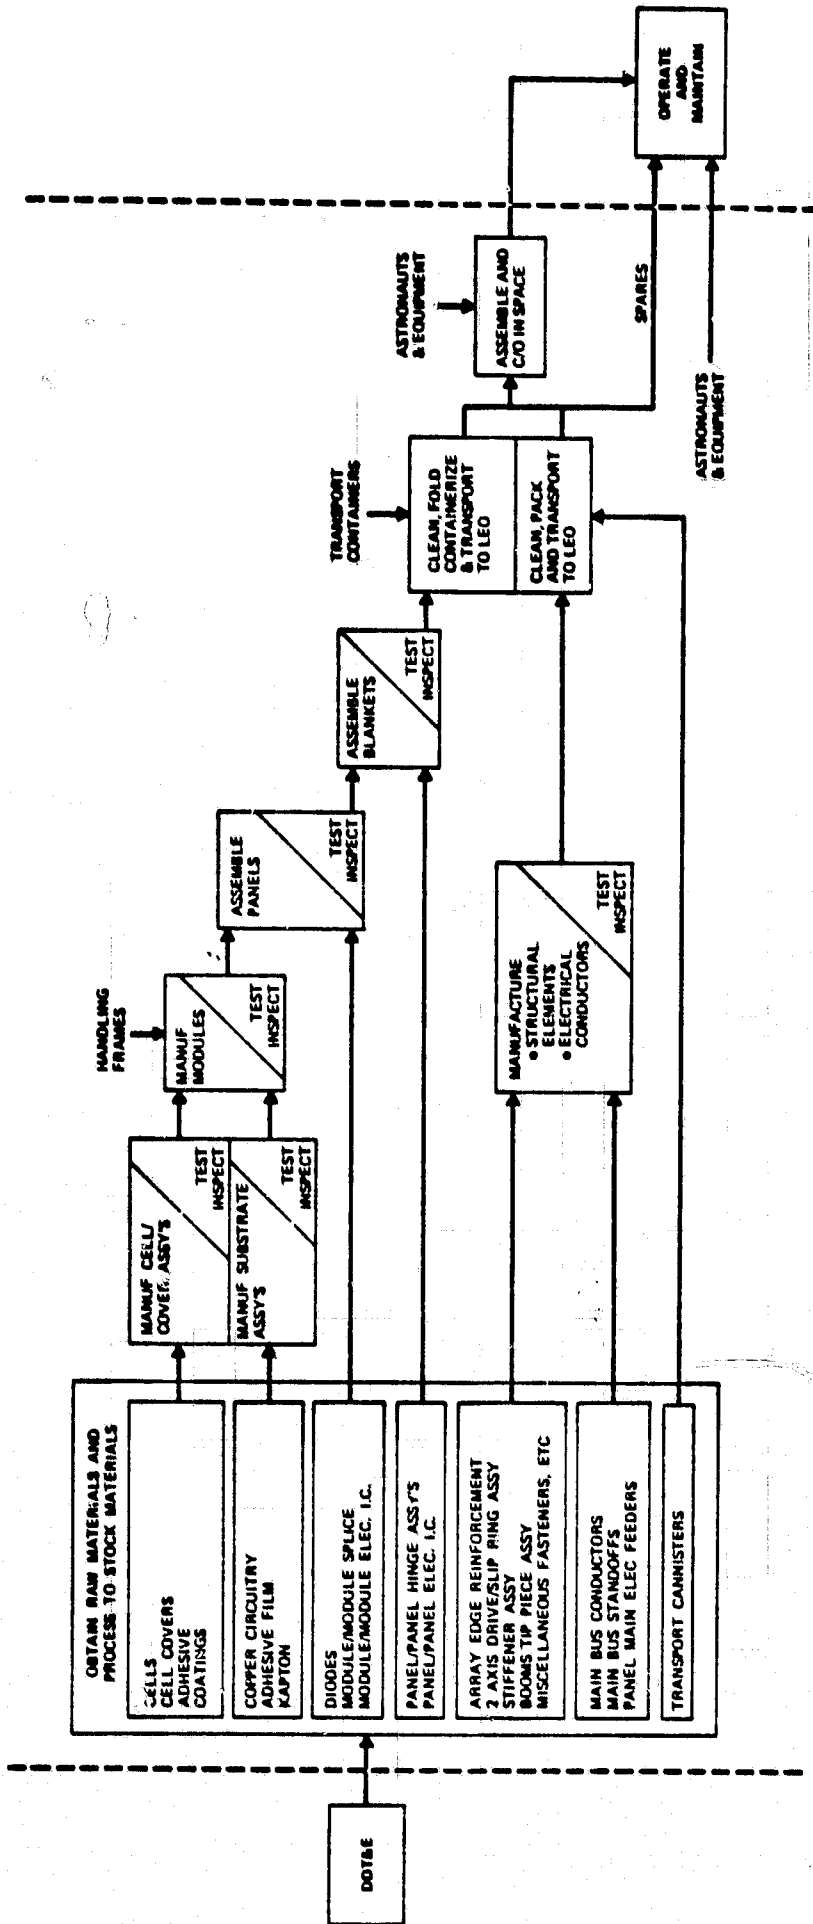 DDT&E
OBTAIN RAW MATERIALS AND
PROCESS TO STOCK MATERIALS
CELLS
CELL COVERS
ADHESIVE
COATINGS
COPPER CIRCUITRY
ADHESIVE FILM
KAPTON
DIODES
MODULE/MODULE SPLICE
MODULE/MODULE ELEC. I.C.
PANEL/PANEL HINGE ASSY'S
PANEL/PANEL ELEC. I.C.
ARRAY EDGE REINFORCEMENT
2 AXIS DRIVE/SLIP RING ASSY
STIFFENER ASSY
BOOMS TIP PIECE ASSY
MISCELLANEOUS FASTENERS, ETC
MAIN BUS CONDUCTORS
MAIN BUS STANDOFFS
PANEL MAIN ELEC FEEDERS
TRANSPORT CANNISTERS
MANUF CELL/
COVER ASSY'S
TEST
INSPECT
MANUF SUBSTRATE
ASSY'S
TEST
INSPECT
HANDLING
FRAMES
MANUF
MODULES
TEST
INSPECT
ASSEMBLE
PANELS
TEST
INSPECT
ASSEMBLE
BLANKETS
TEST
INSPECT
MANUFACTURE
● STRUCTURAL
ELEMENTS
● ELECTRICAL
CONDUCTORS
TEST
INSPECT
TRANSPORT
CONTAINERS
CLEAN, FOLD
CONTAINERIZE
& TRANSPORT
TO LEO
CLEAN, PACK
AND TRANSPORT
TO LEO
ASTRONAUTS
& EQUIPMENT
ASSEMBLE AND
C/O IN SPACE
SPARES
ASTRONAUTS
& EQUIPMENT
OPERATE
AND
MAINTAIN